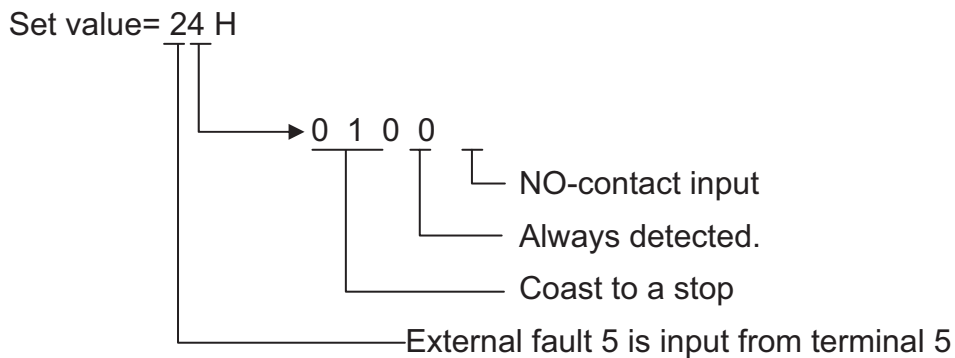 Set value= 24 H
0 1 0 0
NO-contact input
Always detected.
Coast to a stop
External fault 5 is input from terminal 5